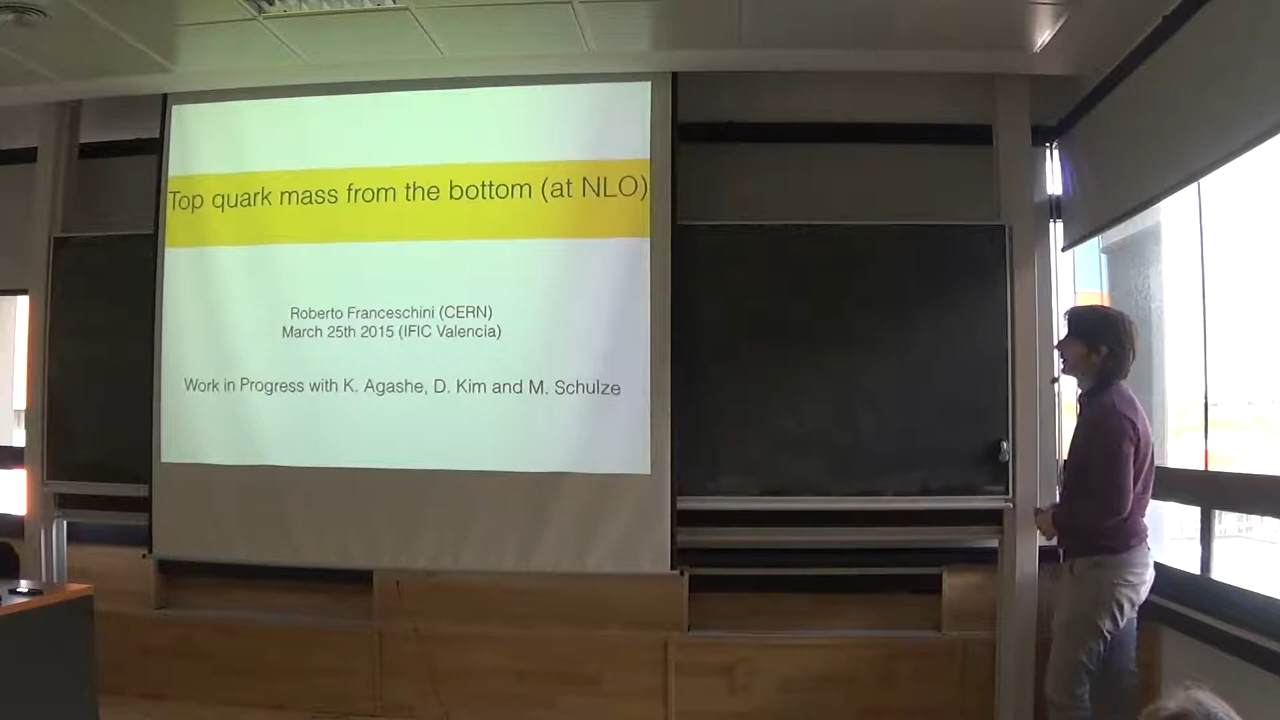 Top quark mass from the bottom (at NLO)
Roberto Franceschini (CERN)
March 25th 2015 (IFIC Valencia)
Work in Progress with K. Agashe, D. Kim and M. Schulze